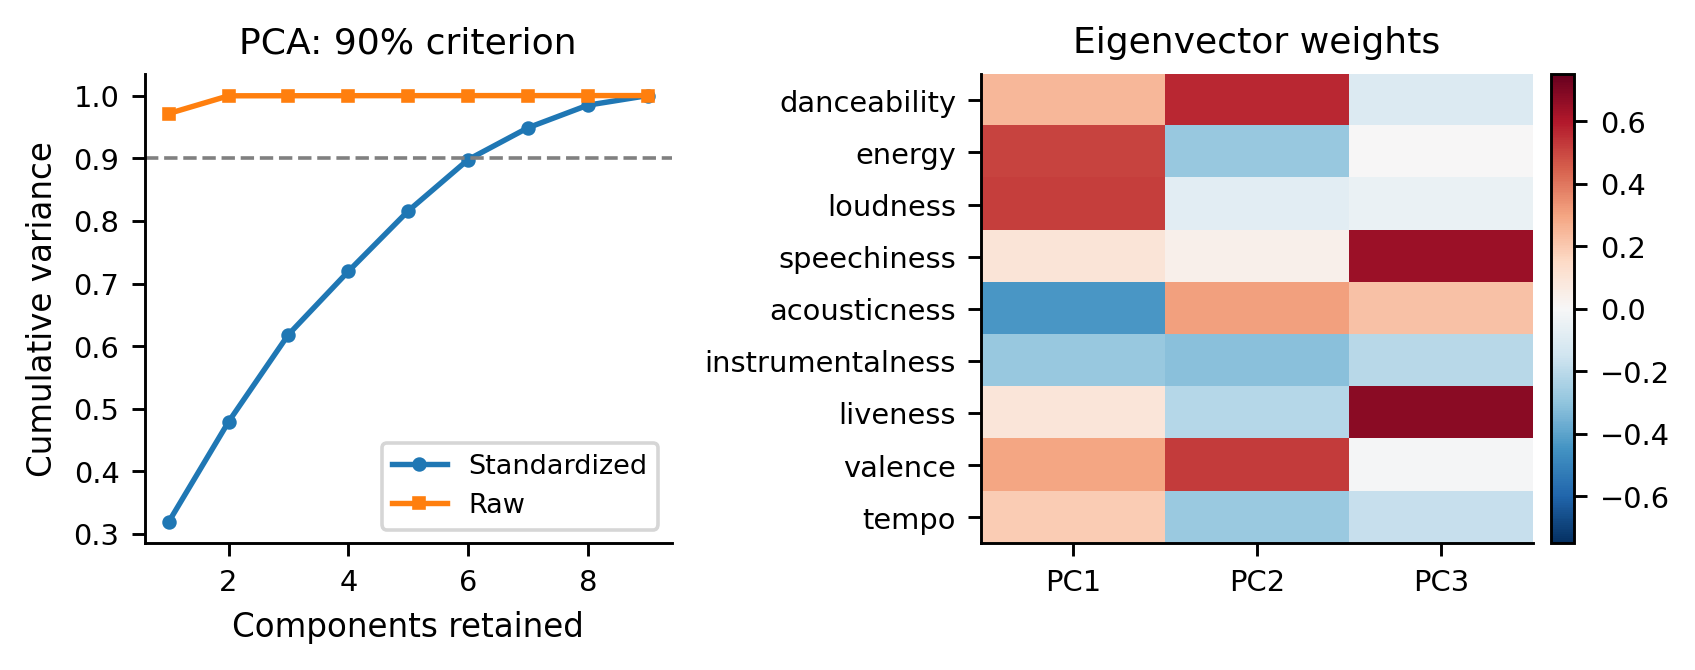 PCA: 90% criterion
Cumulative variance
1.0
0.9
0.8
0.7
0.6
0.5
0.4
0.3
Standardized
Raw
2 4 6 8
Components retained
Eigenvector weights
danceability
energy
loudness
speechiness
acousticness
instrumentalness
liveness
valence
tempo
PC1 PC2 PC3
0.6
0.4
0.2
0.0
−0.2
−0.4
−0.6